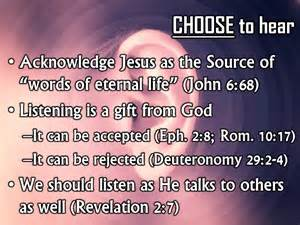 CHOOSE to hear
• Acknowledge Jesus as the Source of
“words of eternal life” (John 6:68)
• Listening is a gift from God
–It can be accepted (Eph. 2:8; Rom. 10:17)
–It can be rejected (Deuteronomy 29:2-4)
• We should listen as He talks to others
as well (Revelation 2:7)